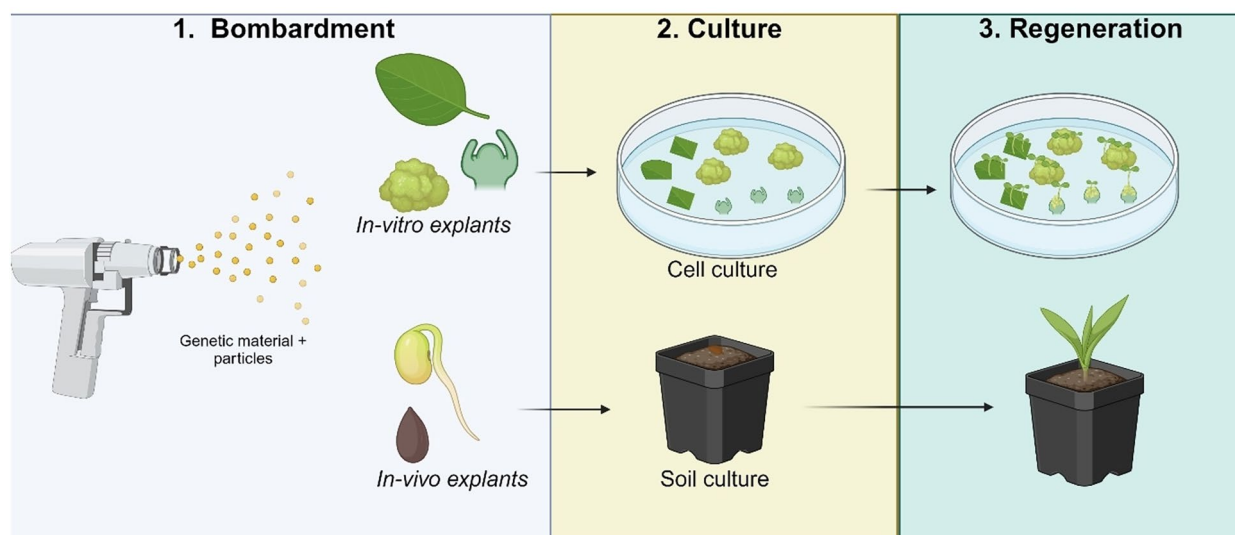 1. Bombardment
2. Culture
3. Regeneration
In-vitro explants
Cell culture
Genetic material +
particles
In-vivo explants
Soil culture